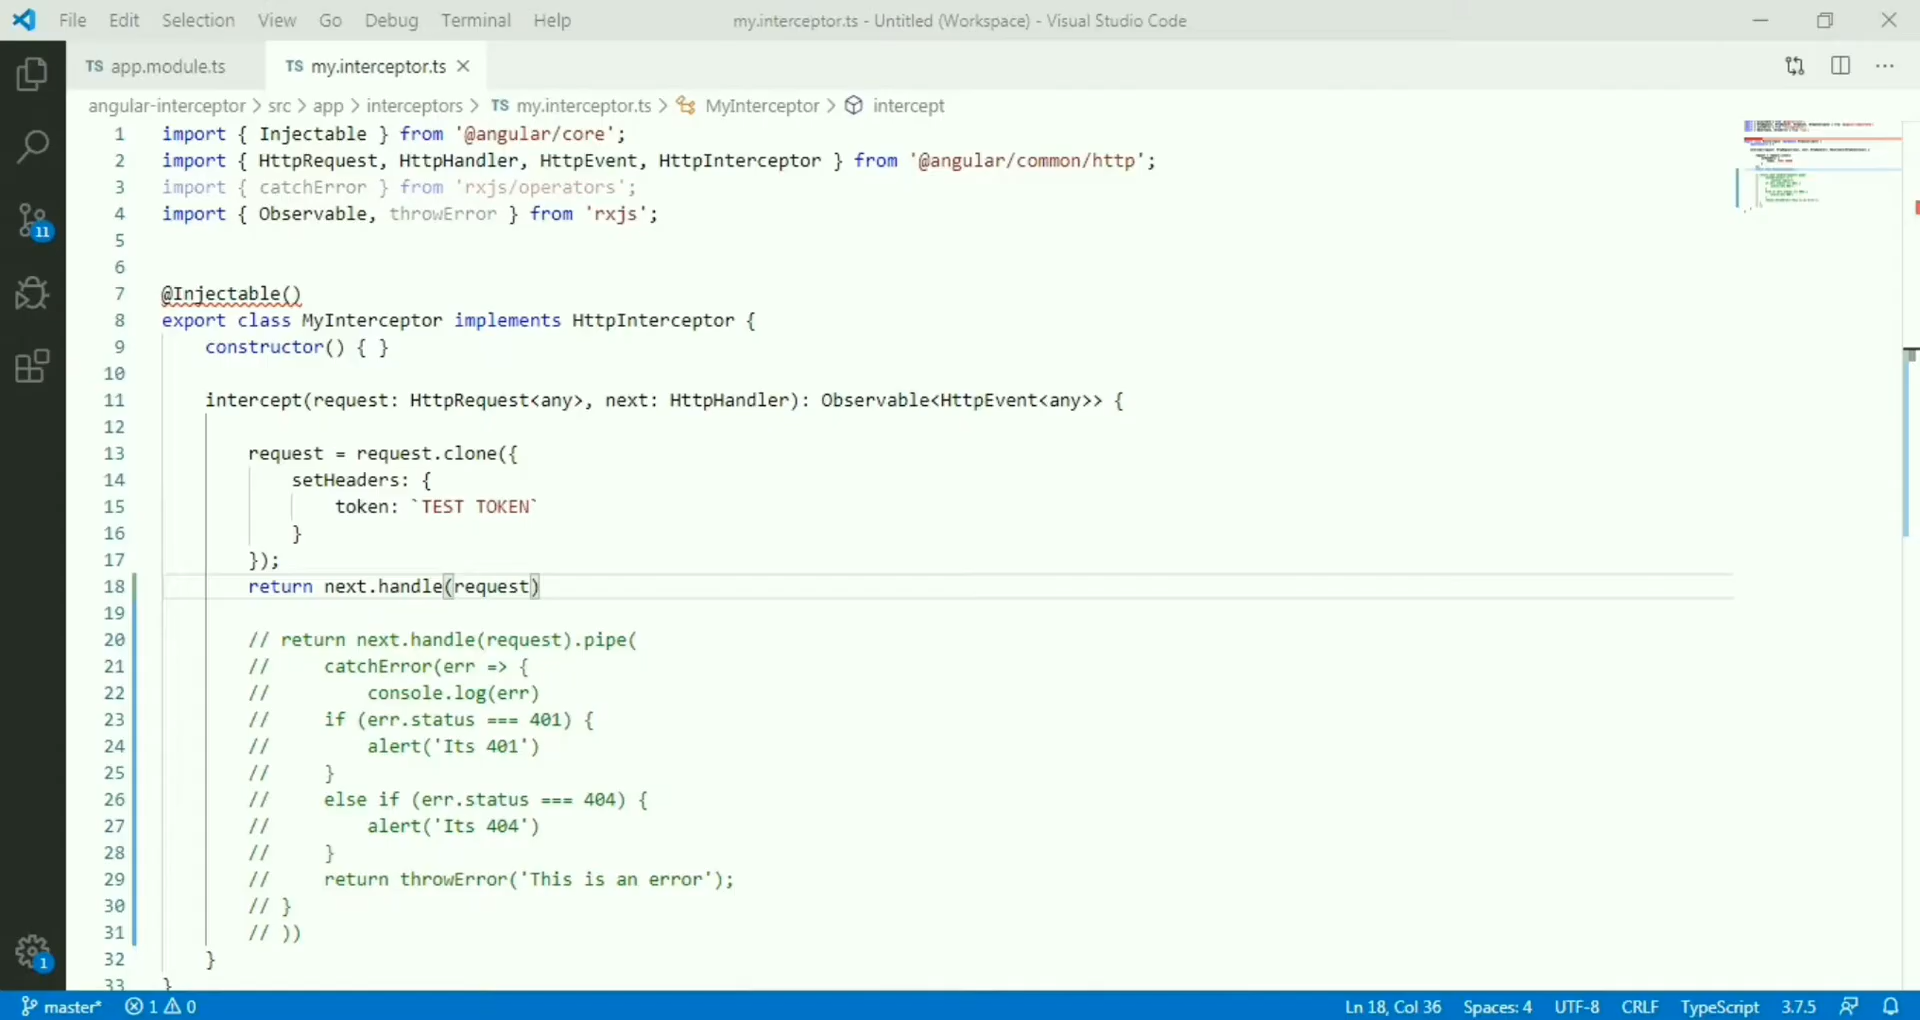 File Edit Selection View Go Debug Terminal Help my.interceptor.ts - Untitled (Workspace) - Visual Studio Code
TS app.module.ts TS my.interceptor.ts
angular-interceptor > src > app > interceptors > TS my.interceptor.ts > MyInterceptor > intercept
1 import { Injectable } from '@angular/core';
2 import { HttpRequest, HttpHandler, HttpEvent, HttpInterceptor } from '@angular/common/http';
3 import { catchError } from 'rxjs/operators';
4 import { Observable, throwError } from 'rxjs';
5
6
7 @Injectable()
8 export class MyInterceptor implements HttpInterceptor {
9 constructor() { }
10
11 intercept(request: HttpRequest<any>, next: HttpHandler): Observable<HttpEvent<any>> {
12
13 request = request.clone({
14 setHeaders: {
15 token: `TEST TOKEN`
16 }
17 });
18 return next.handle(request)
19
20 // return next.handle(request).pipe(
21 // catchError(err => {
22 // console.log(err)
23 // if (err.status === 401) {
24 // alert('Its 401')
25 // }
26 // else if (err.status === 404) {
27 // alert('Its 404')
28 // }
29 // return throwError('This is an error');
30 // }
31 // ))
32 }
33 }
11
1
master* 1 0 Ln 18, Col 36 Spaces: 4 UTF-8 CRLF TypeScript 3.7.5